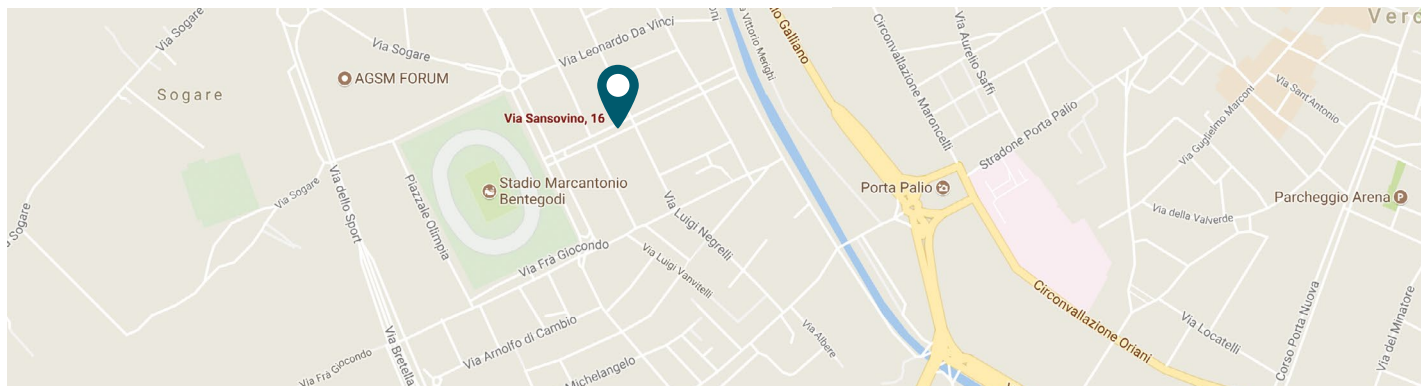 Via Sogare
Via Sogare
Via Leonardo Da Vinci
Via Vittorio Menghi
Galliano
Circonvallazione Maroncelli
Via Aurelio Saffi
Sogare
AGSM FORUM
Via Sansovino, 16
Stradone Porta Palio
Via Guglielmo Marconi
Via Sant'Antonio
Via Sogare
Via Sogare
Via dello Sport
Piazzale Olimpia
Stadio Marcantonio
Bentegodi
Via Luigi Negrelli
Porta Palio
Via della Valverde
Parcheggio Arena
P
Via Fra Giocondo
Via Luigi Vanvitelli
Via Albere
Circonvallazione Oriani
Via Locatelli
Corso Porta Nuova
Via del Minatore
Via Bretella
Via Arnolfo di Cambio
Via Fra Giocondo
Michelangelo